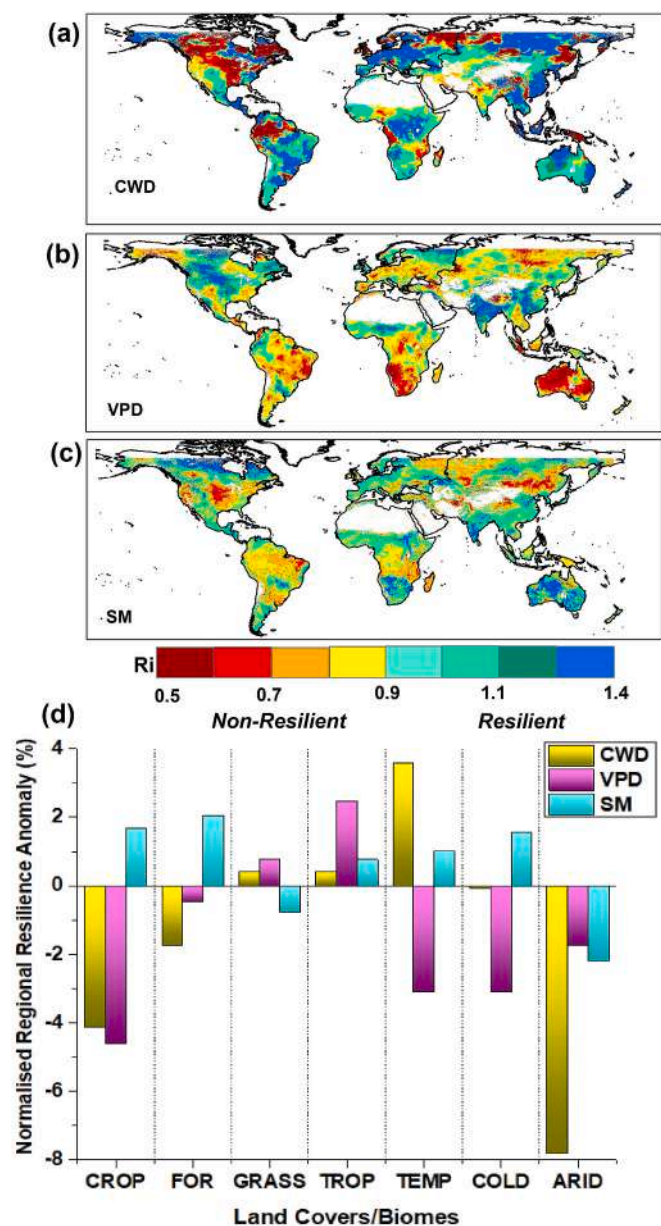 (a)
CWD
(b)
VPD
(c)
SM
Ri
0.5 0.7 0.9 1.1 1.4
Non-Resilient Resilient
(d)
Normalised Regional Resilience Anomaly (%)
4
2
0
-2
-4
-6
-8
CWD
VPD
SM
CROP FOR GRASS TROP TEMP COLD ARID
Land Covers/Biomes